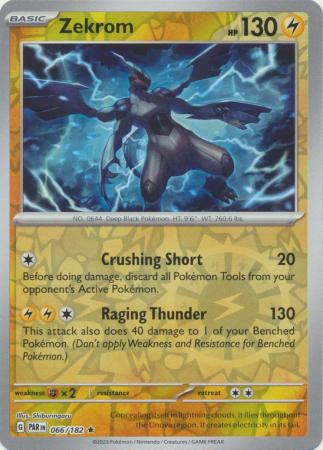 BASIC
Zekrom HP 130
NO. 0644 Deep Black Pokémon HT. 9'6" WT. 760.6 lbs.
Crushing Short 20
Before doing damage, discard all Pokémon Tools from your
opponent's Active Pokémon.
Raging Thunder 130
This attack also does 40 damage to 1 of your Benched
Pokémon. (Don't apply Weakness and Resistance for Benched
Pokémon.)
weakness ×2 resistance retreat
Illus. Shiburingaru
G PAR EN 066/182 ★
Concealing itself in lightning clouds, it flies throughout
the Unova region. It creates electricity in its tail.
©2023 Pokémon / Nintendo / Creatures / GAME FREAK